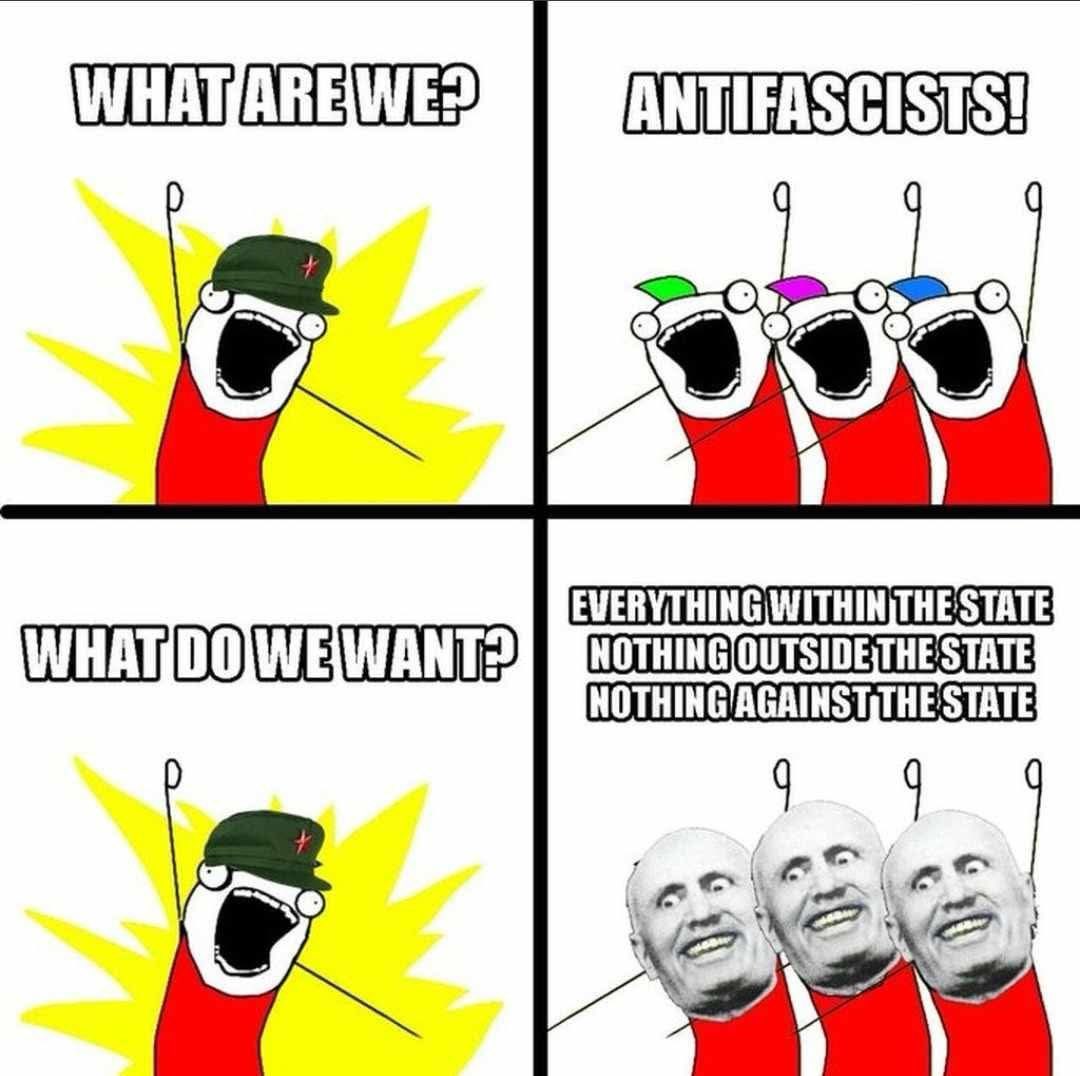 WHAT ARE WE?
ANTIFASCISTS!
WHAT DO WE WANT?
EVERYTHING WITHIN THE STATE
NOTHING OUTSIDE THE STATE
NOTHING AGAINST THE STATE